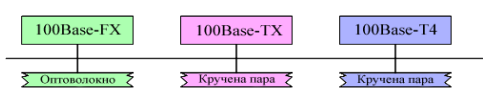 100Base-FX 100Base-TX 100Base-T4
Оптоволокно Кручена пара Кручена пара